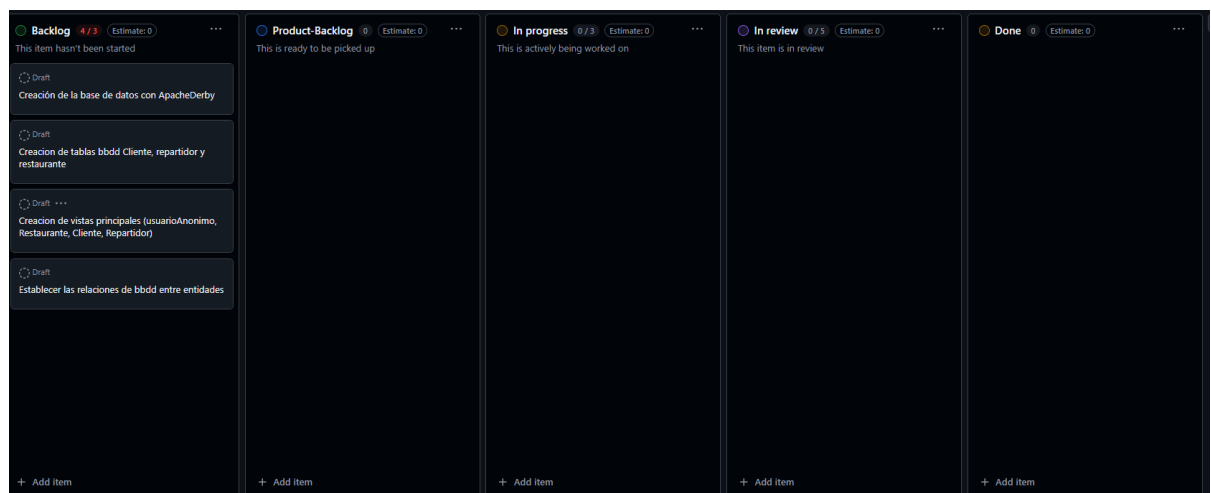 Backlog 4 / 3 Estimate: 0 ...
This item hasn't been started
Draft
Creación de la base de datos con ApacheDerby
Draft
Creacion de tablas bbdd Cliente, repartidor y
restaurante
Draft ...
Creacion de vistas principales (usuarioAnonimo,
Restaurante, Cliente, Repartidor)
Draft
Establecer las relaciones de bbdd entre entidades
+ Add item
Product-Backlog 0 Estimate: 0 ...
This is ready to be picked up
+ Add item
In progress 0 / 3 Estimate: 0 ...
This is actively being worked on
+ Add item
In review 0 / 5 Estimate: 0 ...
This item is in review
+ Add item
Done 0 Estimate: 0 ...
+ Add item